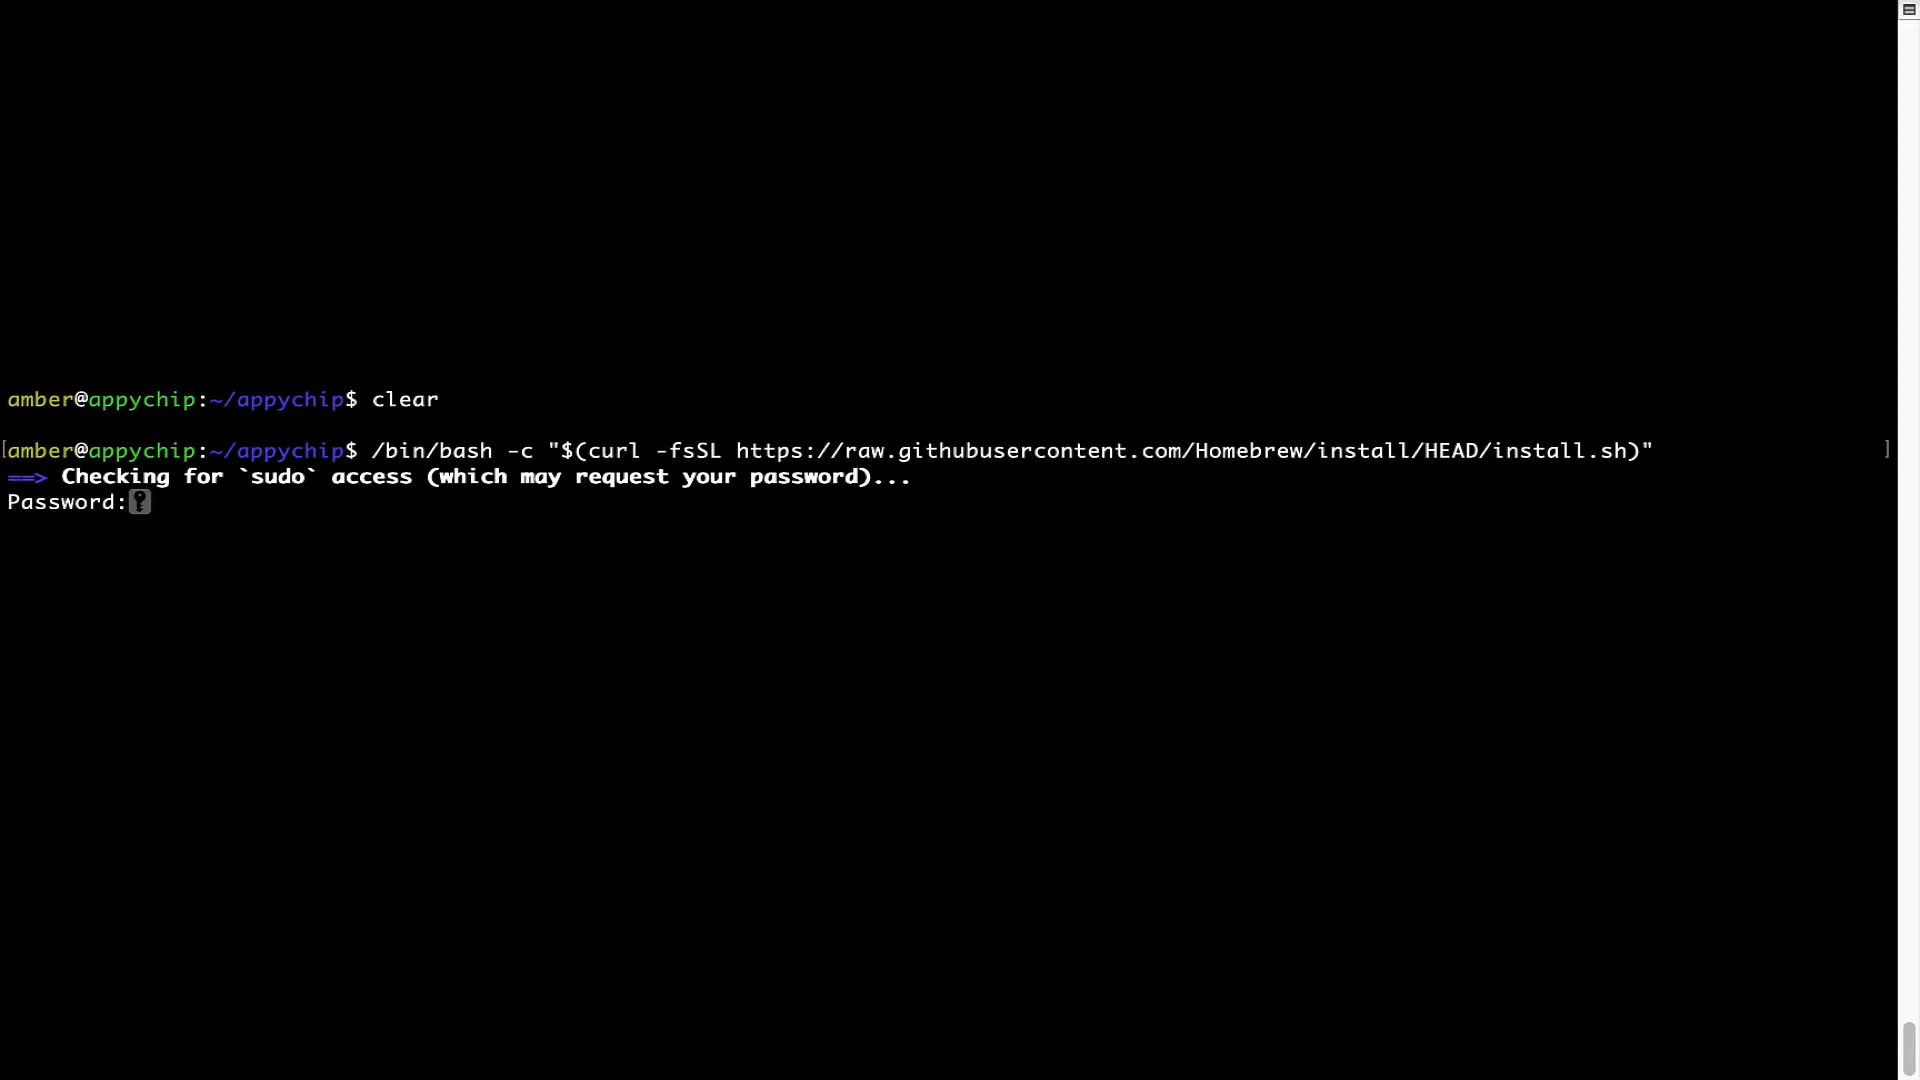 amber@appychip:~/appychip$ clear
[amber@appychip:~/appychip$ /bin/bash -c "$(curl -fsSL https://raw.githubusercontent.com/Homebrew/install/HEAD/install.sh)" ]
==> Checking for `sudo` access (which may request your password)...
Password: